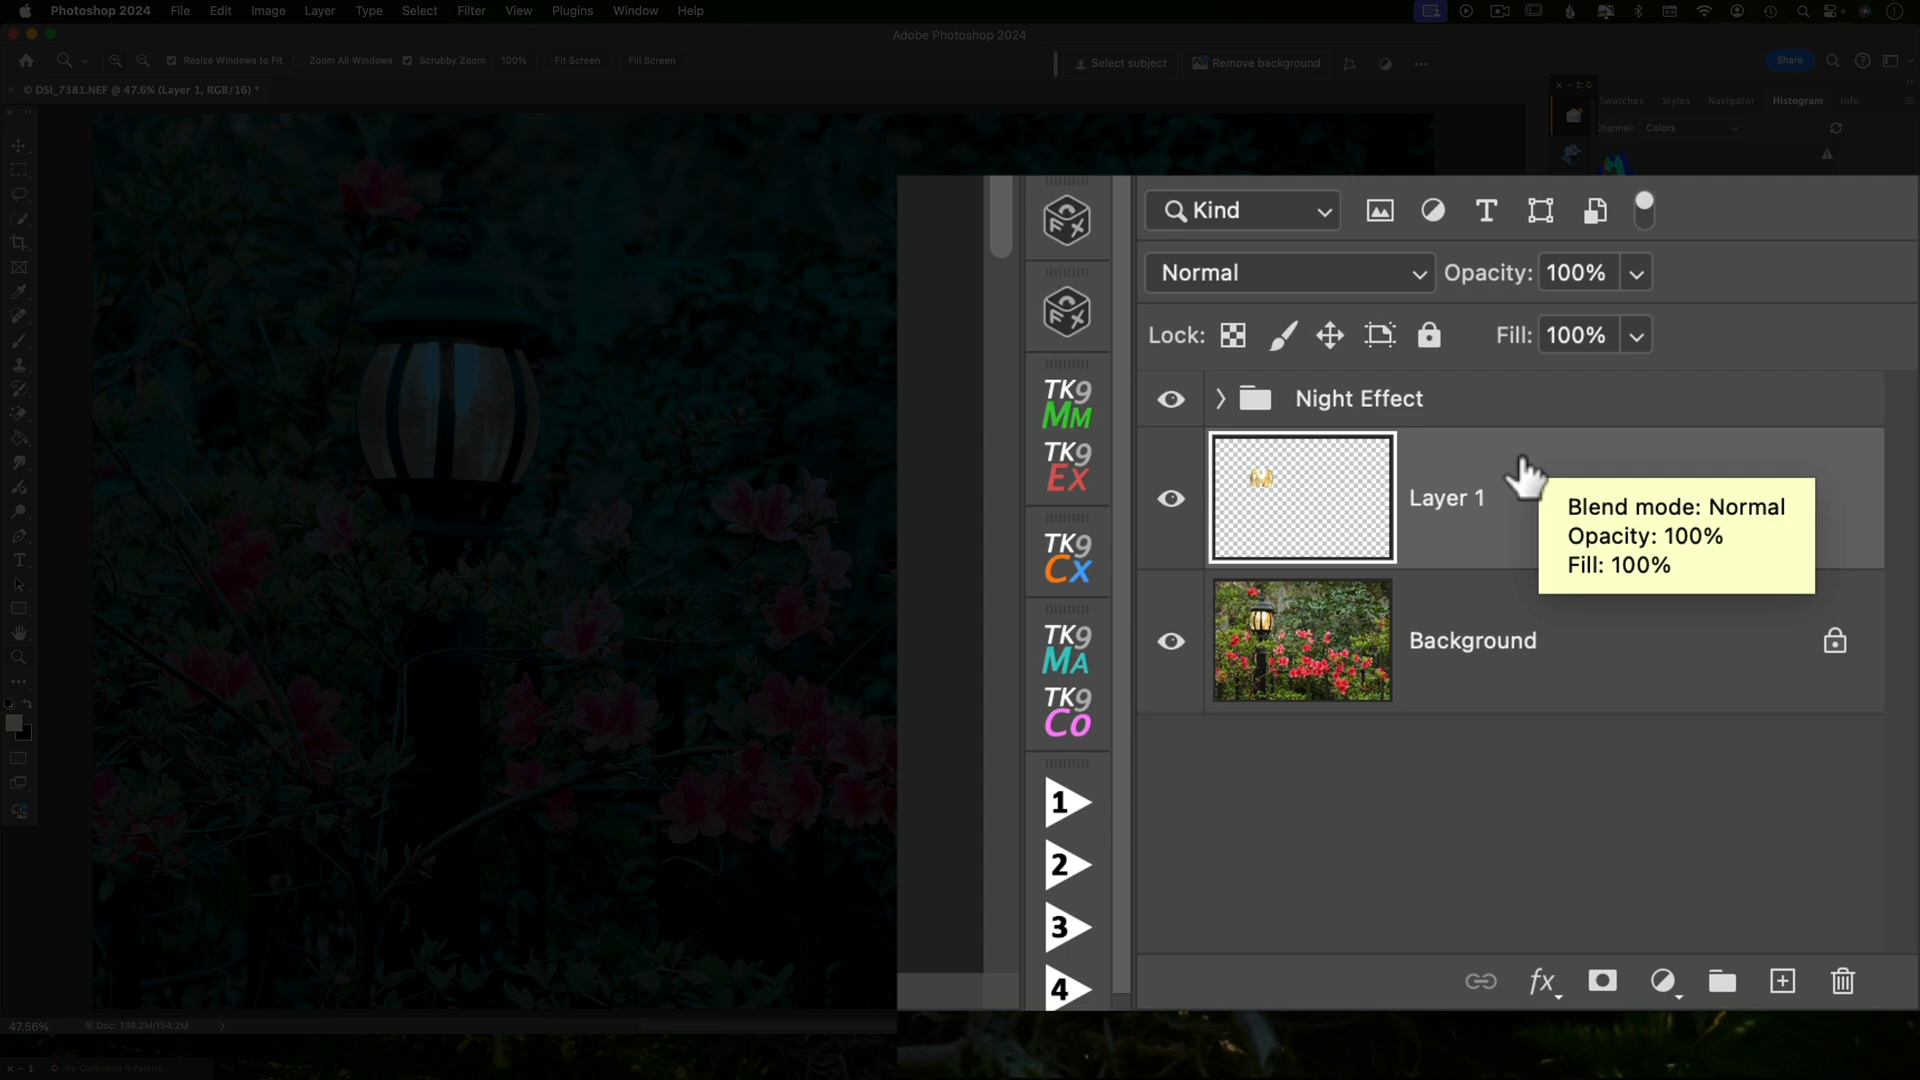 Photoshop 2024 File Edit Image Layer Type Select Filter View Plugins Window Help
Adobe Photoshop 2024
Resize Windows to Fit Zoom All Windows Scrubby Zoom 100% Fit Screen Fill Screen Select subject Remove background Share
× © DSI_7381.NEF @ 47.6% (Layer 1, RGB/16) *
Swatches Styles Navigator Histogram Info
Channel: Colors
Kind
Normal Opacity: 100%
Lock: Fill: 100%
Night Effect
Layer 1
Blend mode: Normal
Opacity: 100%
Fill: 100%
Background
TK9
MM
TK9
EX
TK9
CX
TK9
MA
TK9
CO
1
2
3
4
fx
47.56% © Doc: 138.2M/154.2M
Nik Collection 6 Palette